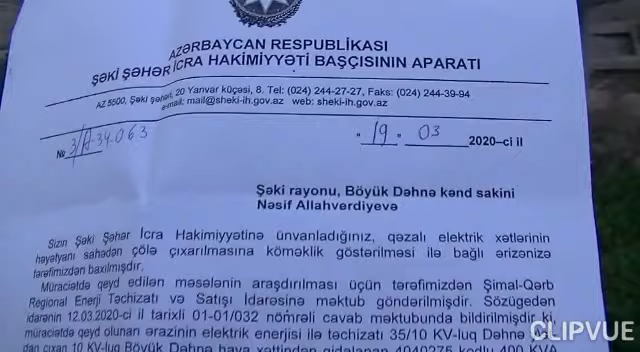 AZƏRBAYCAN RESPUBLİKASI
ŞƏKİ ŞƏHƏR İCRA HAKİMİYYƏTİ BAŞÇISININ APARATI
AZ 5500, Şəki şəhəri, 20 Yanvar küçəsi, 8. Tel: (024) 244-27-27, Faks: (024) 244-39-94
e-mail: mail@sheki-ih.gov.az web: sheki-ih.gov.az
№ 3/A-34.063 "19" 03 2020-ci il
Şəki rayonu, Böyük Dəhnə kənd sakini
Nəsif Allahverdiyevə
Sizin Şəki Şəhər İcra Hakimiyyətinə ünvanladığınız, qəzalı elektrik xətlərinin
həyətyanı sahədən çölə çıxarılmasına köməklik göstərilməsi ilə bağlı ərizənizə
tərəfimizdən baxılmışdır.
Müraciətdə qeyd edilən məsələnin araşdırılması üçün tərəfimizdən Şimal-Qərb
Regional Enerji Təchizatı və Satışı İdarəsinə məktub göndərilmişdir. Sözügedən
idarənin 12.03.2020-ci il tarixli 01-01/032 nömrəli cavab məktubunda bildirilmişdir ki,
müraciətdə qeyd olunan ərazinin elektrik enerjisi ilə təchizatı 35/10 KV-luq Dəhnə
dan çıxan 10 KV-luq Böyük Dəhnə hava xəttindən qidalanan 4040275 kodlu 400 KV
CLIPVUE